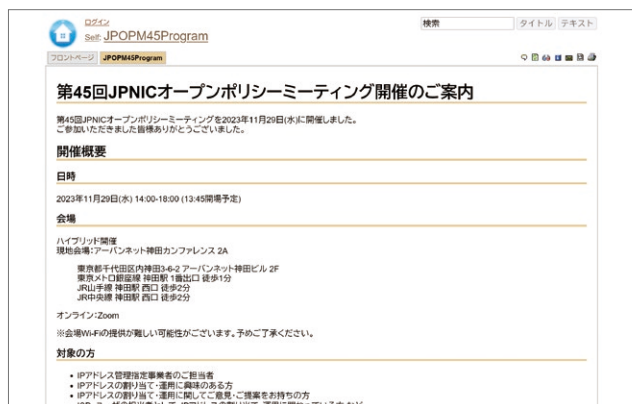 ログイン
検索
タイトル テキスト
Self: JPOPM45Program
フロントページ JPOPM45Program
第45回JPNICオープンポリシーミーティング開催のご案内
第45回JPNICオープンポリシーミーティングを2023年11月29日(水)に開催しました。
ご参加いただきました皆様ありがとうございました。
開催概要
日時
2023年11月29日(水) 14:00-18:00 (13:45開場予定)
会場
ハイブリッド開催
現地会場：アーバンネット神田カンファレンス 2A
東京都千代田区内神田3-6-2 アーバンネット神田ビル 2F
東京メトロ銀座線 神田駅 1番出口 徒歩1分
JR山手線 神田駅 西口 徒歩2分
JR中央線 神田駅 西口 徒歩2分
オンライン：Zoom
※会場Wi-Fiの提供が難しい可能性がございます。予めご了承ください。
対象の方
• IPアドレス管理指定事業者のご担当者
• IPアドレスの割り当て・運用に興味のある方
• IPアドレスの割り当て・運用に関してご意見・ご提案をお持ちの方